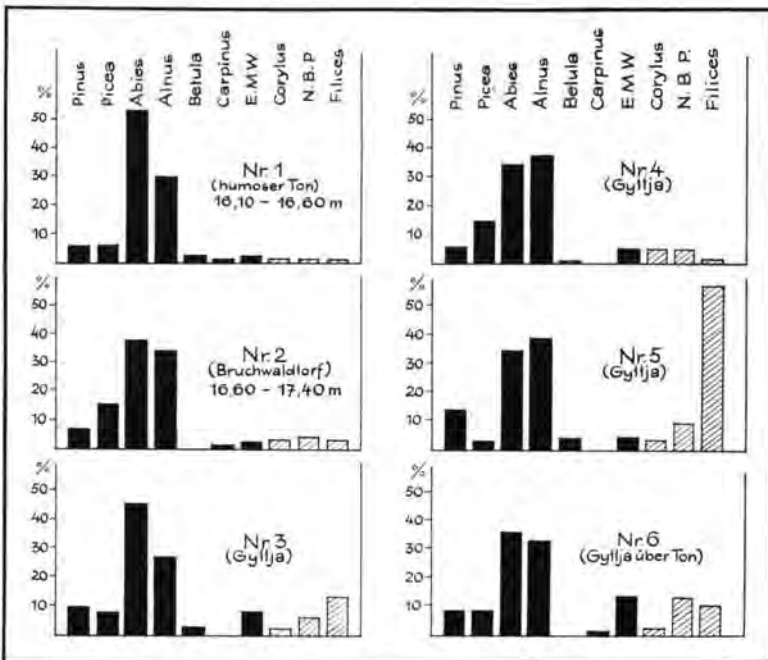 Pinus
Picea
Abies
Alnus
Betula
Carpinus
E.M.W
Corylus
N.B.P
Filices
%
50
40
30
20
10
Nr. 1
(humoser Ton)
16,10 – 16,60 m
%
50
40
30
20
10
Nr. 2
(Bruchwaldtorf)
16,60 – 17,40 m
%
50
40
30
20
10
Nr. 3
(Gyttja)
Pinus
Picea
Abies
Alnus
Betula
Carpinus
E.M.W
Corylus
N.B.P.
Filices
%
50
40
30
20
10
Nr. 4
(Gyttja)
%
50
40
30
20
10
Nr. 5
(Gyttja)
%
50
40
30
20
10
Nr. 6
(Gyttja über Ton)